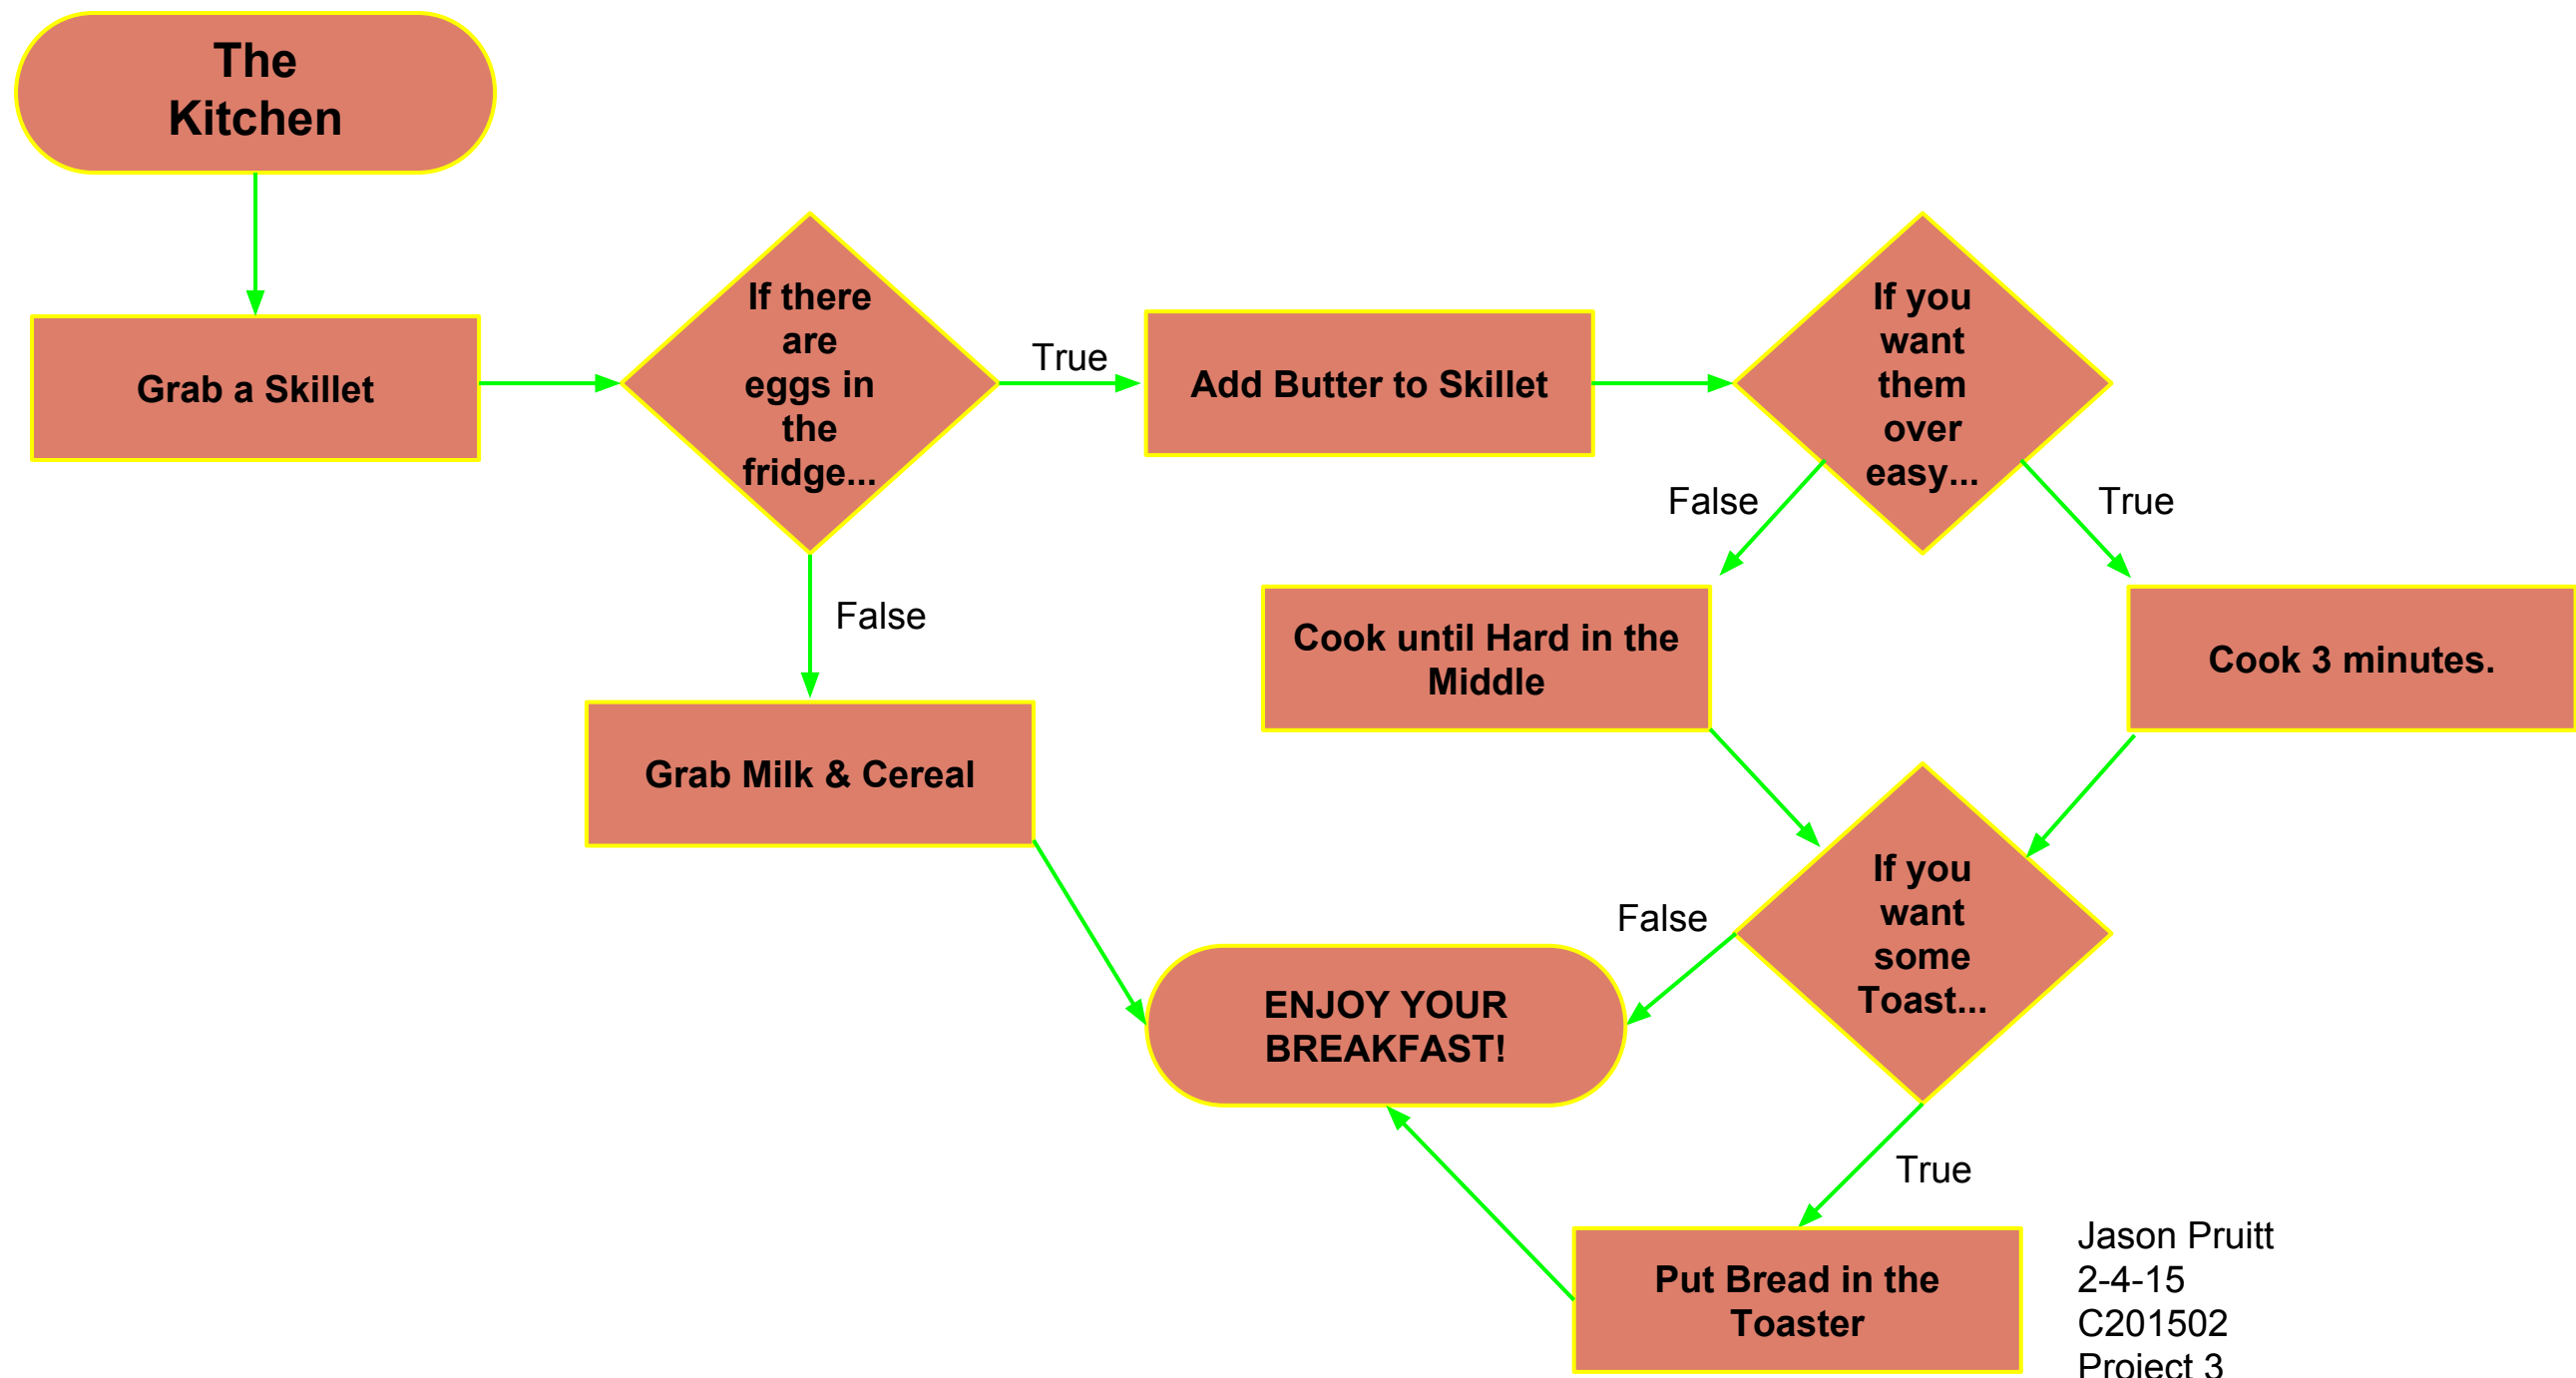 The
Kitchen
Grab a Skillet
If there
are
eggs in
the
fridge...
True
Add Butter to Skillet
If you
want
them
over
easy...
False
True
False
Cook until Hard in the
Middle
Cook 3 minutes.
Grab Milk & Cereal
If you
want
some
Toast...
False
ENJOY YOUR
BREAKFAST!
True
Put Bread in the
Toaster
Jason Pruitt
2-4-15
C201502
Project 3